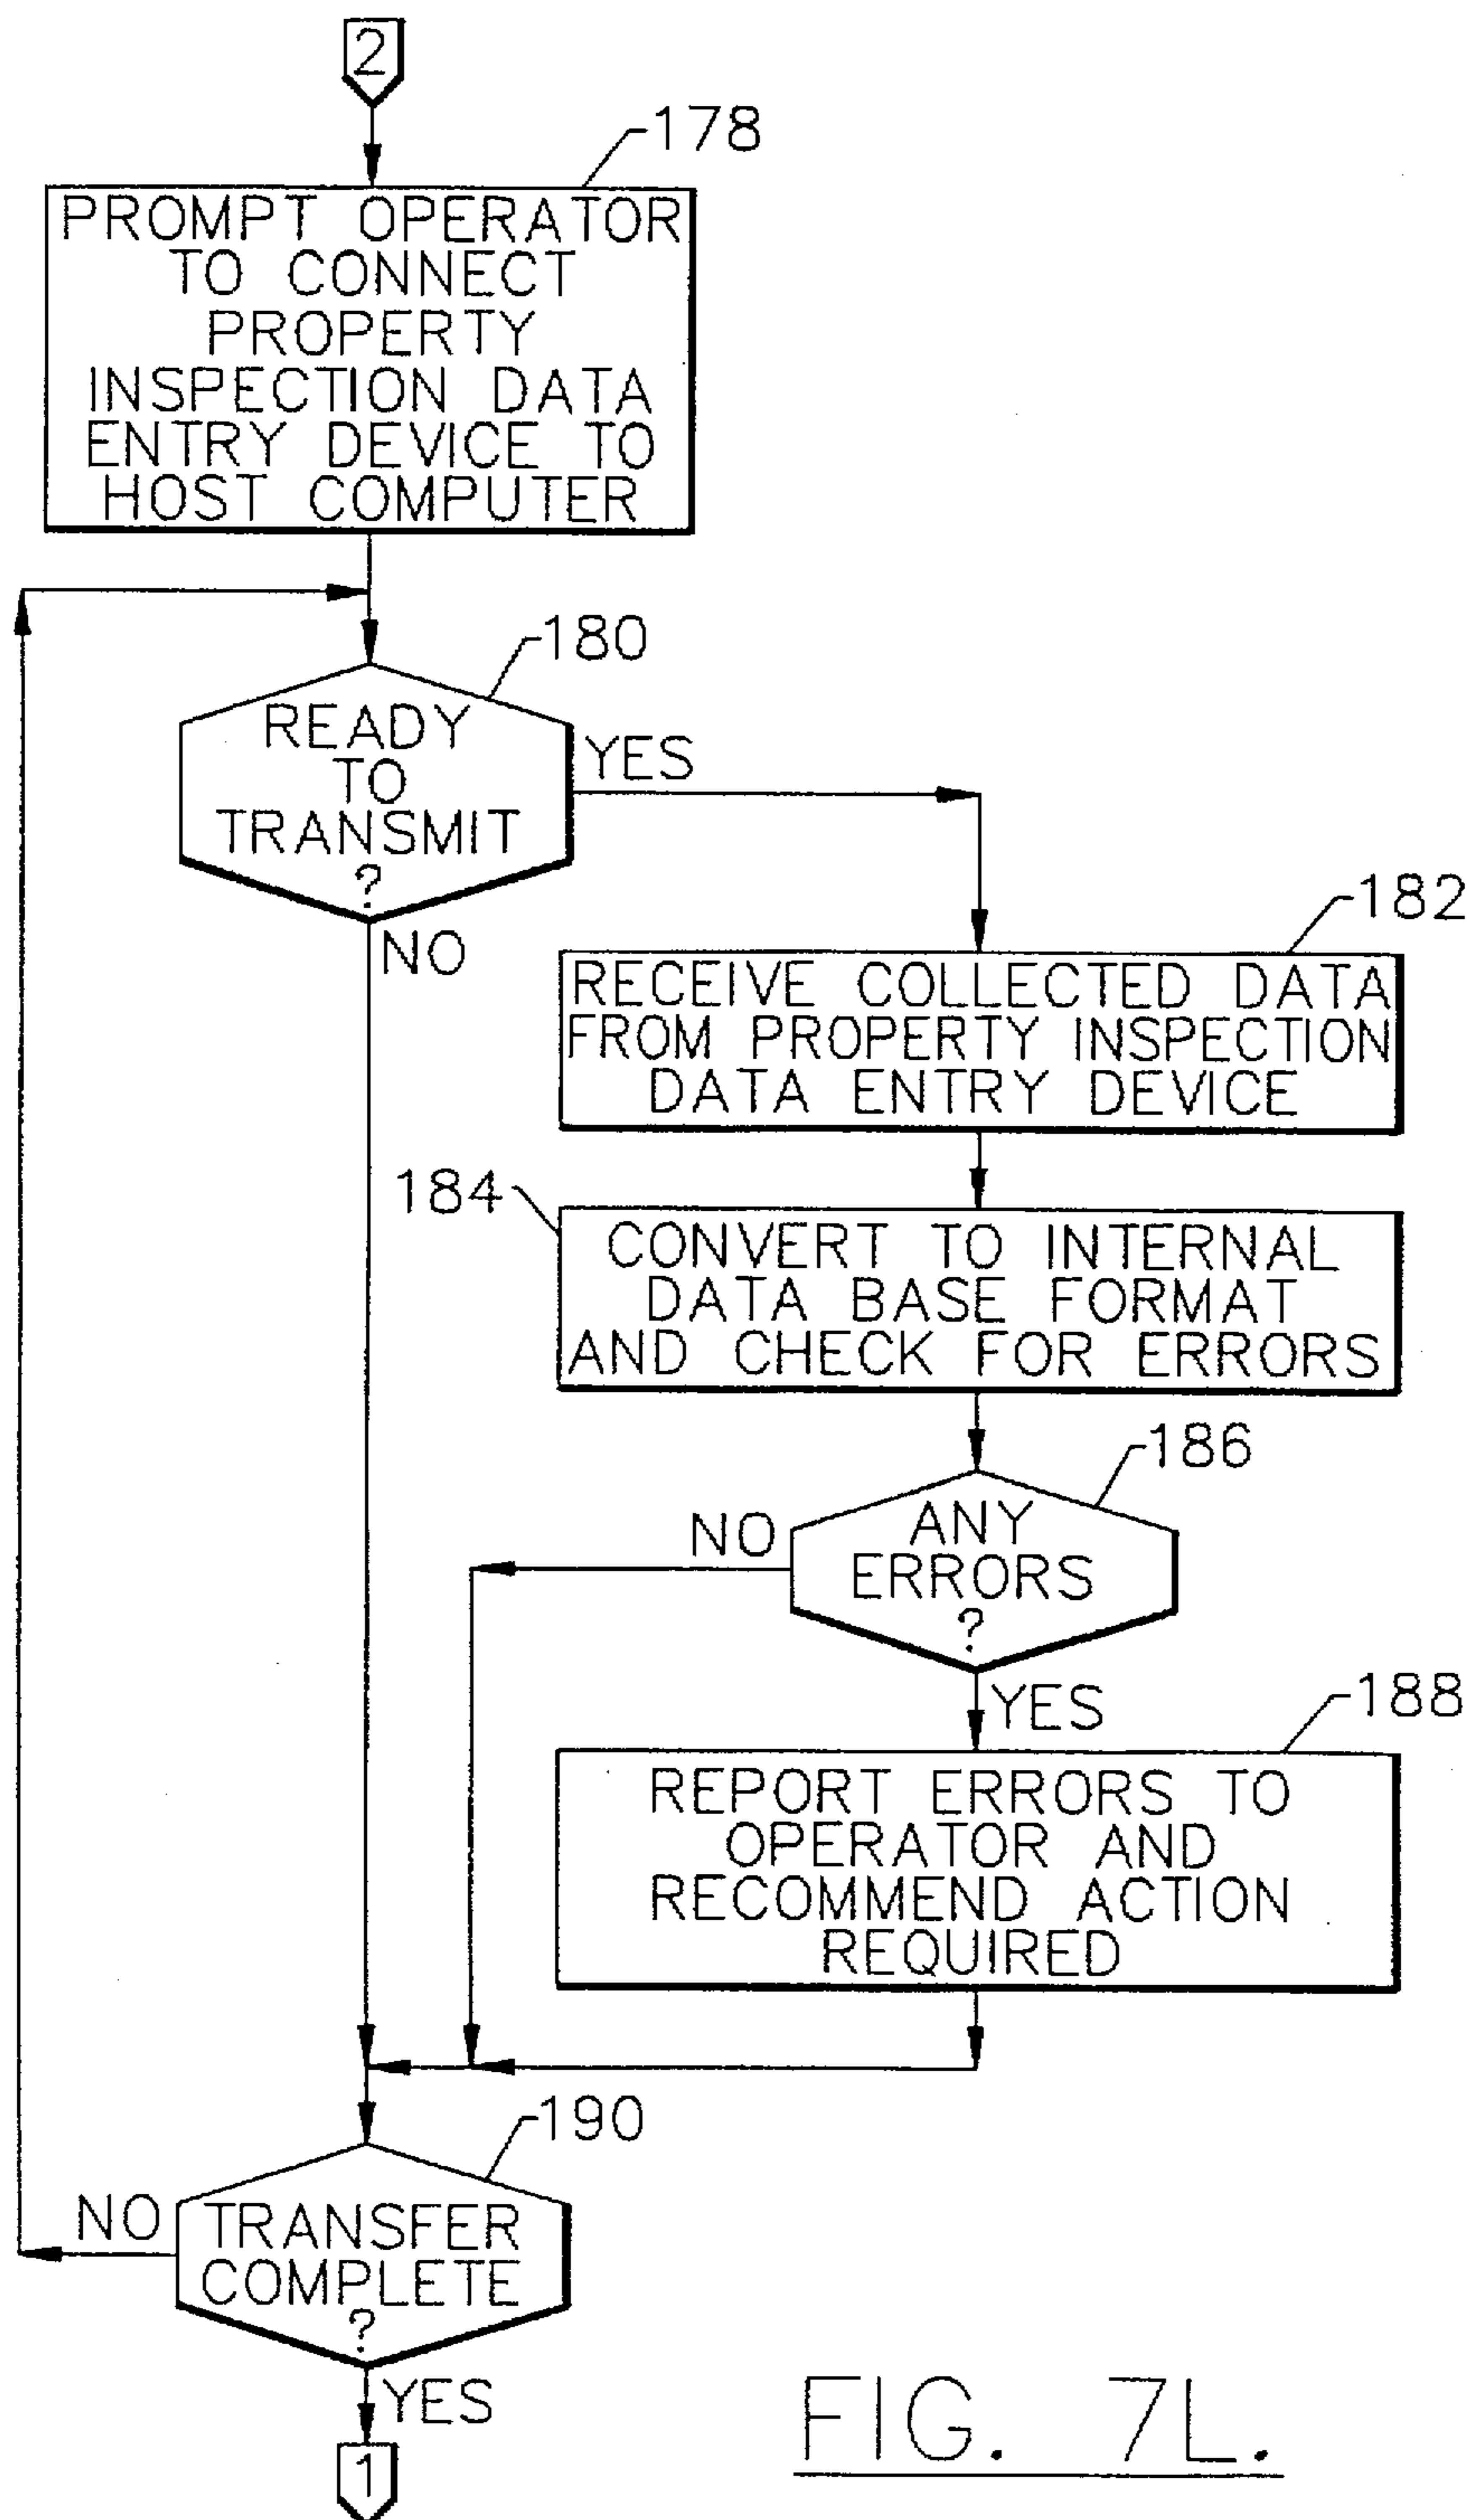 2
178
PROMPT OPERATOR
TO CONNECT
PROPERTY
INSPECTION DATA
ENTRY DEVICE TO
HOST COMPUTER
180
READY
TO
TRANSMIT
?
YES
NO
182
RECEIVE COLLECTED DATA
FROM PROPERTY INSPECTION
DATA ENTRY DEVICE
184
CONVERT TO INTERNAL
DATA BASE FORMAT
AND CHECK FOR ERRORS
186
ANY
ERRORS
?
NO
YES
188
REPORT ERRORS TO
OPERATOR AND
RECOMMEND ACTION
REQUIRED
190
TRANSFER
COMPLETE
?
NO
YES
1
FIG. 7L.